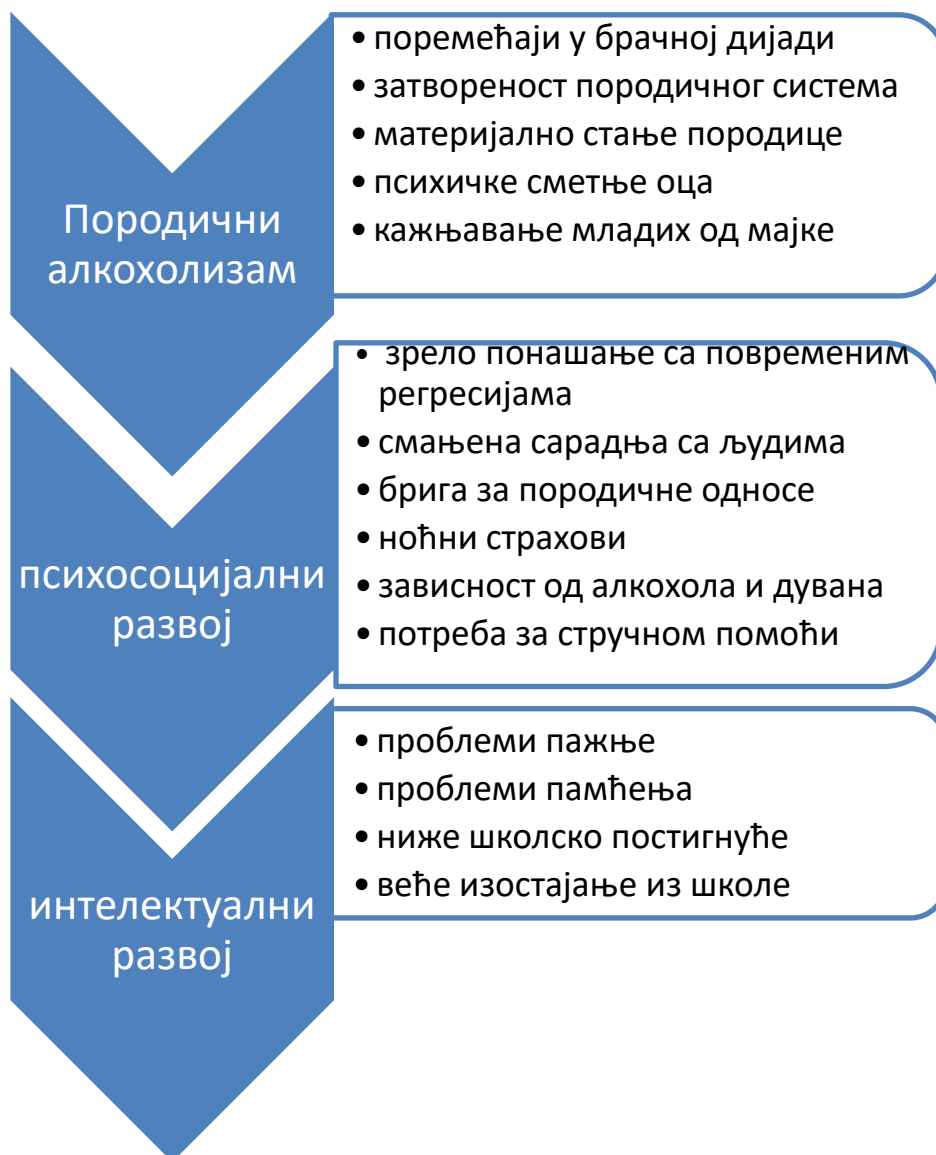 Породични
алкохолизам
• поремећаји у брачној дијади
• затвореност породичног система
• материјално стање породице
• психичке сметње оца
• кажњавање младих од мајке
психосоцијални
развој
• зрело понашање са повременим
регресијама
• смањена сарадња са људима
• брига за породичне односе
• ноћни страхови
• зависност од алкохола и дувана
• потреба за стручном помоћи
интелектуални
развој
• проблеми пажње
• проблеми памћења
• ниже школско постигнуће
• веће изостајање из школе